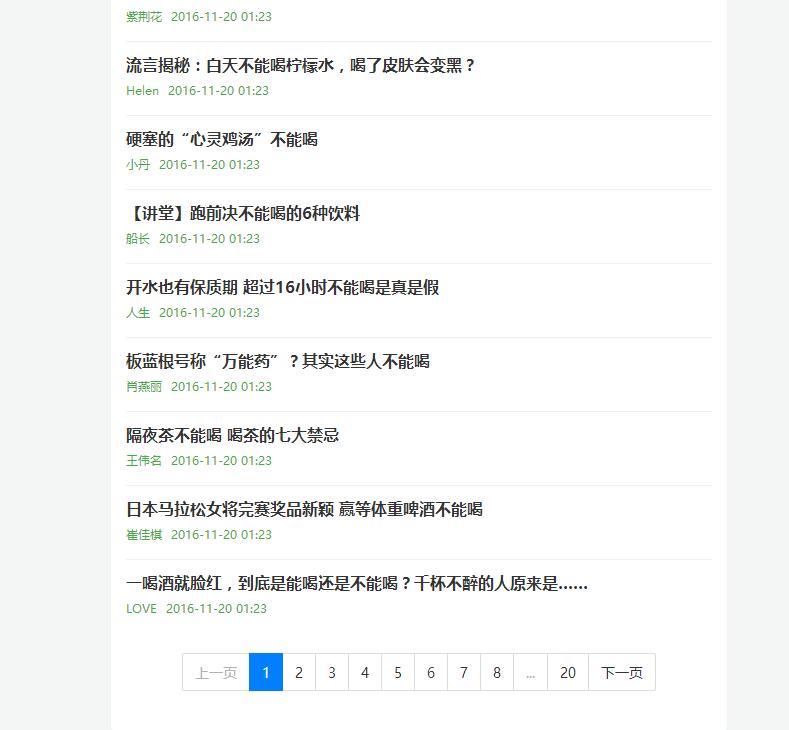 紫荆花 2016-11-20 01:23
流言揭秘：白天不能喝柠檬水，喝了皮肤会变黑？
Helen 2016-11-20 01:23
硬塞的“心灵鸡汤”不能喝
小丹 2016-11-20 01:23
【讲堂】跑前决不能喝的6种饮料
船长 2016-11-20 01:23
开水也有保质期 超过16小时不能喝是真是假
人生 2016-11-20 01:23
板蓝根号称“万能药”？其实这些人不能喝
肖燕丽 2016-11-20 01:23
隔夜茶不能喝 喝茶的七大禁忌
王伟名 2016-11-20 01:23
日本马拉松女将完赛奖品新颖 赢等体重啤酒不能喝
崔佳棋 2016-11-20 01:23
一喝酒就脸红，到底是能喝还是不能喝？千杯不醉的人原来是……
LOVE 2016-11-20 01:23
上一页 1 2 3 4 5 6 7 8 ... 20 下一页